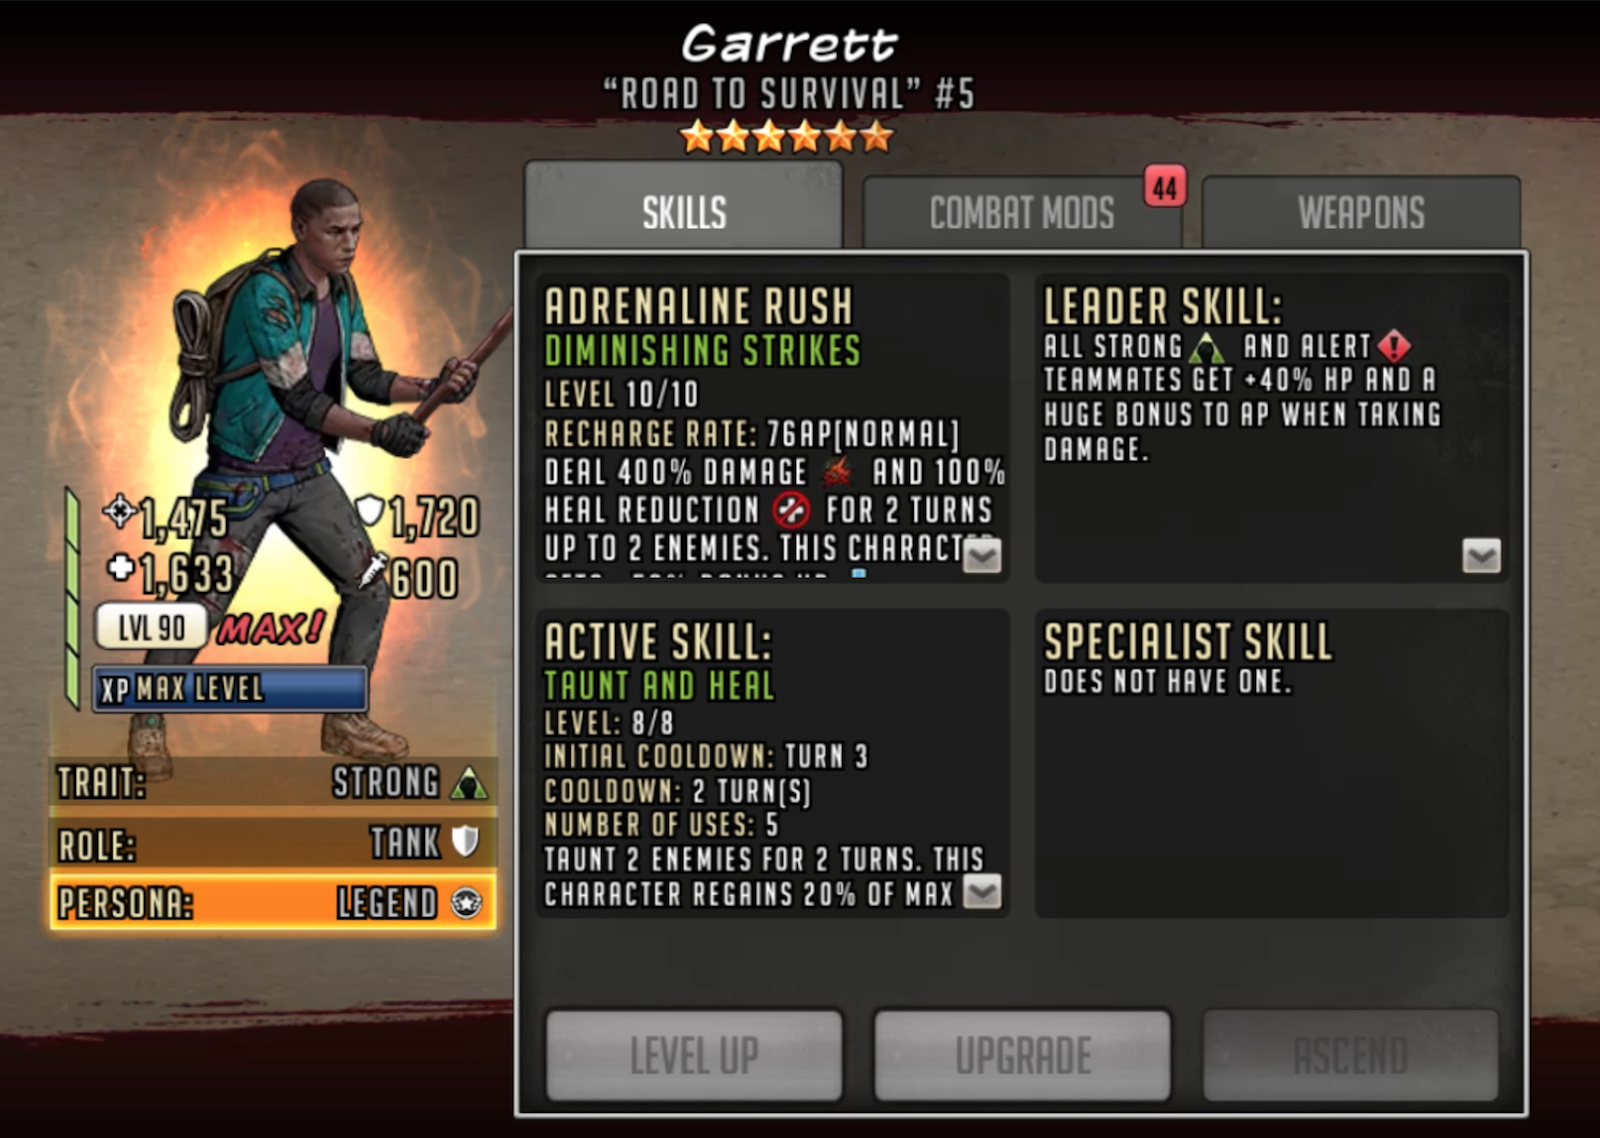 Garrett
“ROAD TO SURVIVAL” #5
SKILLS
COMBAT MODS
44
WEAPONS
ADRENALINE RUSH
DIMINISHING STRIKES
LEVEL 10/10
RECHARGE RATE: 76AP[NORMAL]
DEAL 400% DAMAGE AND 100%
HEAL REDUCTION FOR 2 TURNS
UP TO 2 ENEMIES. THIS
LEADER SKILL:
ALL STRONG AND ALERT
TEAMMATES GET +40% HP AND A
HUGE BONUS TO AP WHEN TAKING
DAMAGE.
1,475
1,720
1,633
600
LVL 90 MAX!
XP MAX LEVEL
TRAIT: STRONG
ROLE: TANK
PERSONA: LEGEND
ACTIVE SKILL:
TAUNT AND HEAL
LEVEL: 8/8
INITIAL COOLDOWN: TURN 3
COOLDOWN: 2 TURN(S)
NUMBER OF USES: 5
TAUNT 2 ENEMIES FOR 2 TURNS. THIS
CHARACTER REGAINS 20% OF MAX
SPECIALIST SKILL
DOES NOT HAVE ONE.
LEVEL UP
UPGRADE
ASCEND